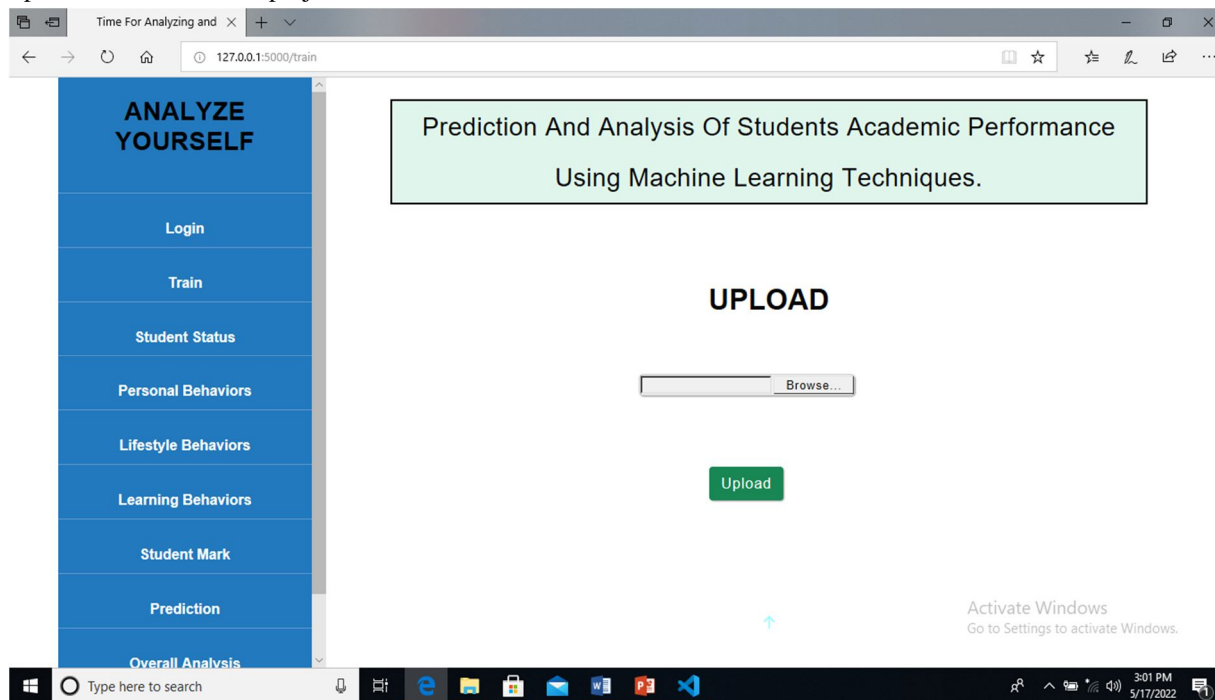 Time For Analyzing and
127.0.0.1:5000/train
ANALYZE
YOURSELF
Login
Train
Student Status
Personal Behaviors
Lifestyle Behaviors
Learning Behaviors
Student Mark
Prediction
Overall Analysis
Prediction And Analysis Of Students Academic Performance
Using Machine Learning Techniques.
UPLOAD
Browse...
Upload
Activate Windows
Go to Settings to activate Windows.
Type here to search
3:01 PM
5/17/2022